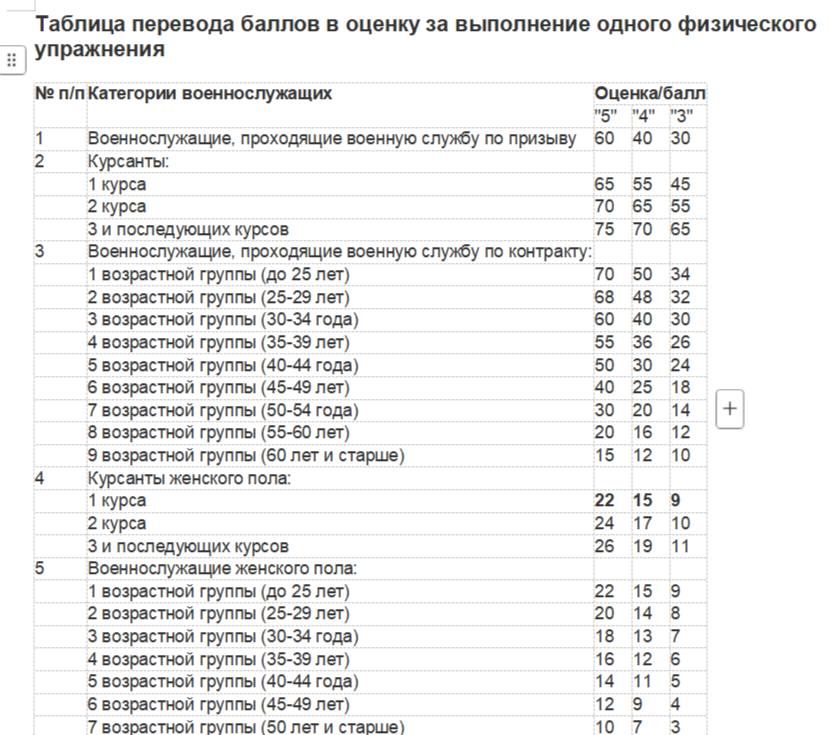 Таблица перевода баллов в оценку за выполнение одного физического
упражнения
№ п/п Категории военнослужащих Оценка/балл
"5" "4" "3"
1 Военнослужащие, проходящие военную службу по призыву 60 40 30
2 Курсанты:
1 курса 65 55 45
2 курса 70 65 55
3 и последующих курсов 75 70 65
3 Военнослужащие, проходящие военную службу по контракту:
1 возрастной группы (до 25 лет) 70 50 34
2 возрастной группы (25-29 лет) 68 48 32
3 возрастной группы (30-34 года) 60 40 30
4 возрастной группы (35-39 лет) 55 36 26
5 возрастной группы (40-44 года) 50 30 24
6 возрастной группы (45-49 лет) 40 25 18
7 возрастной группы (50-54 года) 30 20 14
8 возрастной группы (55-60 лет) 20 16 12
9 возрастной группы (60 лет и старше) 15 12 10
4 Курсанты женского пола:
1 курса 22 15 9
2 курса 24 17 10
3 и последующих курсов 26 19 11
5 Военнослужащие женского пола:
1 возрастной группы (до 25 лет) 22 15 9
2 возрастной группы (25-29 лет) 20 14 8
3 возрастной группы (30-34 года) 18 13 7
4 возрастной группы (35-39 лет) 16 12 6
5 возрастной группы (40-44 года) 14 11 5
6 возрастной группы (45-49 лет) 12 9 4
7 возрастной группы (50 лет и старше) 10 7 3